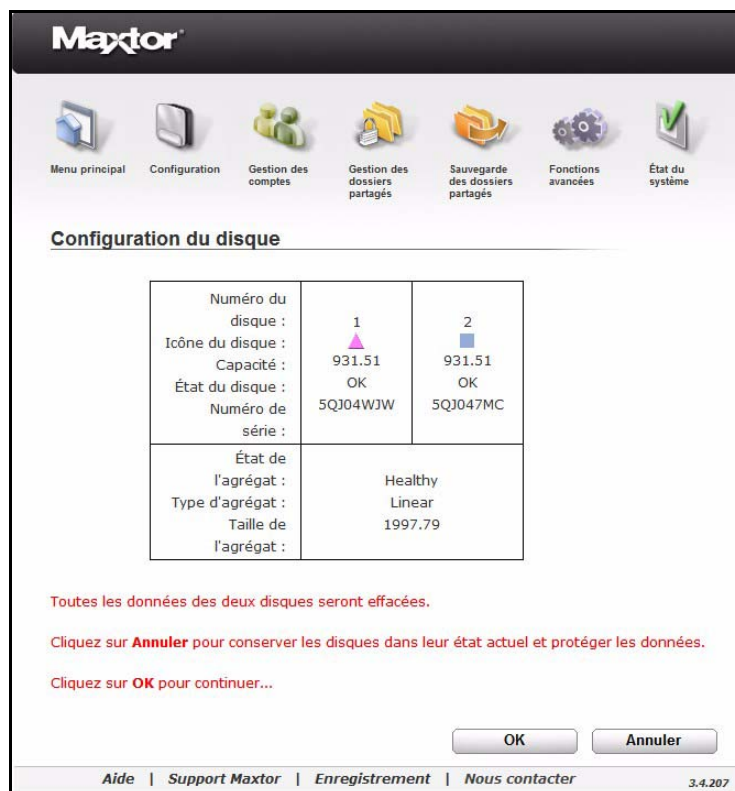 Maxtor
Menu principal
Configuration
Gestion des
comptes
Gestion des
dossiers
partagés
Sauvegarde
des dossiers
partagés
Fonctions
avancées
État du
système
Configuration du disque
Numéro du
disque :
Icône du disque :
Capacité :
État du disque :
Numéro de
série :
1
931.51
OK
5QJ04WJW
2
931.51
OK
5QJ047MC
État de
l'agrégat :
Type d'agrégat :
Taille de
l'agrégat :
Healthy
Linear
1997.79
Toutes les données des deux disques seront effacées.
Cliquez sur Annuler pour conserver les disques dans leur état actuel et protéger les données.
Cliquez sur OK pour continuer...
OK
Annuler
Aide | Support Maxtor | Enregistrement | Nous contacter
3.4.207